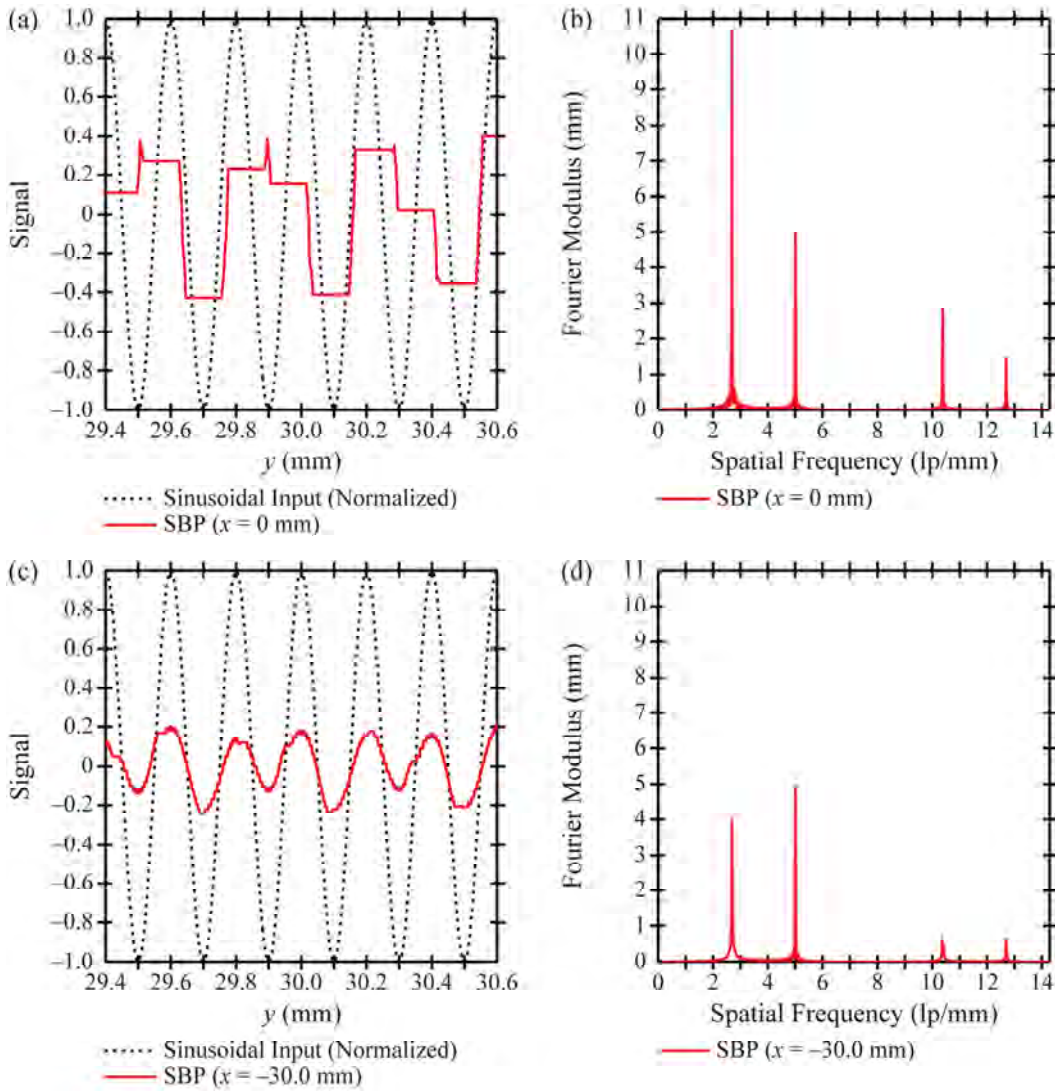 (a)
1.0
0.8
0.6
0.4
0.2
0
−0.2
−0.4
−0.6
−0.8
−1.0
Signal
29.4 29.6 29.8 30.0 30.2 30.4 30.6
y (mm)
Sinusoidal Input (Normalized)
SBP (x = 0 mm)
(b)
11
10
9
8
7
6
5
4
3
2
1
0
Fourier Modulus (mm)
0 2 4 6 8 10 12 14
Spatial Frequency (lp/mm)
SBP (x = 0 mm)
(c)
1.0
0.8
0.6
0.4
0.2
0
−0.2
−0.4
−0.6
−0.8
−1.0
Signal
29.4 29.6 29.8 30.0 30.2 30.4 30.6
y (mm)
Sinusoidal Input (Normalized)
SBP (x = −30.0 mm)
(d)
11
10
9
8
7
6
5
4
3
2
1
0
Fourier Modulus (mm)
0 2 4 6 8 10 12 14
Spatial Frequency (lp/mm)
SBP (x = −30.0 mm)